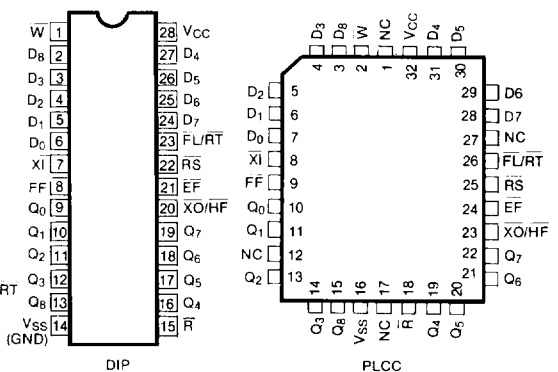 W̅ 1 28 VCC
D8 2 27 D4
D3 3 26 D5
D2 4 25 D6
D1 5 24 D7
D0 6 23 F̅L̅/R̅T̅
X̅I̅ 7 22 R̅S̅
F̅F̅ 8 21 E̅F̅
Q0 9 20 X̅O̅/H̅F̅
Q1 10 19 Q7
Q2 11 18 Q6
Q3 12 17 Q5
Q8 13 16 Q4
VSS 14 15 R̅
(GND)
R̅T̅
DIP
D3 D8 W̅ NC VCC D4 D5
4 3 2 1 32 31 30
D2 5 29 D6
D1 6 28 D7
D0 7 27 NC
X̅I̅ 8 26 F̅L̅/R̅T̅
F̅F̅ 9 25 R̅S̅
Q0 10 24 E̅F̅
Q1 11 23 X̅O̅/H̅F̅
NC 12 22 Q7
Q2 13 21 Q6
14 15 16 17 18 19 20
Q3 Q8 VSS NC R̅ Q4 Q5
PLCC